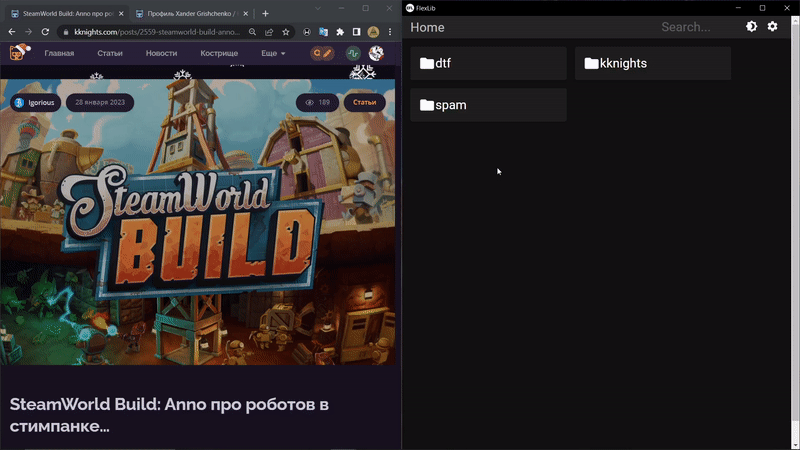 SteamWorld Build: Anno про ро
Профиль Xander Grishchenko /
kknights.com/posts/2559-steamworld-build-anno...
Главная
Статьи
Новости
Кострище
Еще
Igorious
28 января 2023
189
Статьи
SteamWorld
BUILD
SteamWorld Build: Anno про роботов в
стимпанке...
FlexLib
Home
Search...
dtf
kknights
spam